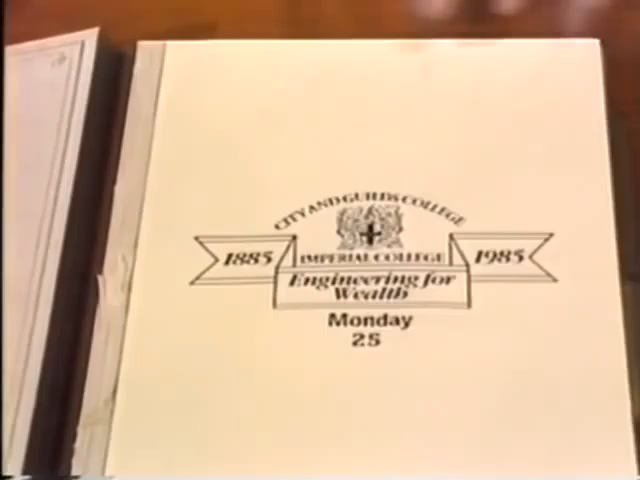 CITY AND GUILDS COLLEGE
1885 IMPERIAL COLLEGE 1985
Engineering for
Wealth
Monday
25